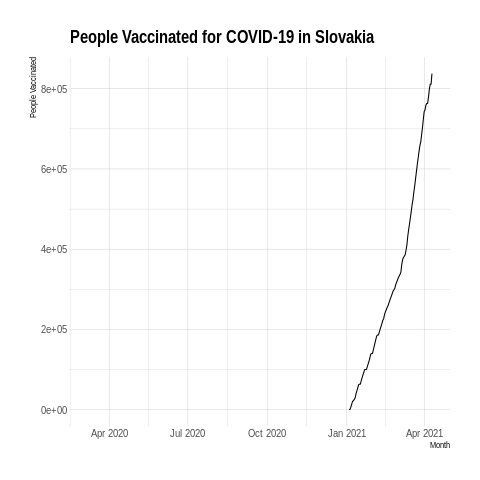 People Vaccinated for COVID-19 in Slovakia
People Vaccinated
8e+05
6e+05
4e+05
2e+05
0e+00
Apr 2020 Jul 2020 Oct 2020 Jan 2021 Apr 2021
Month